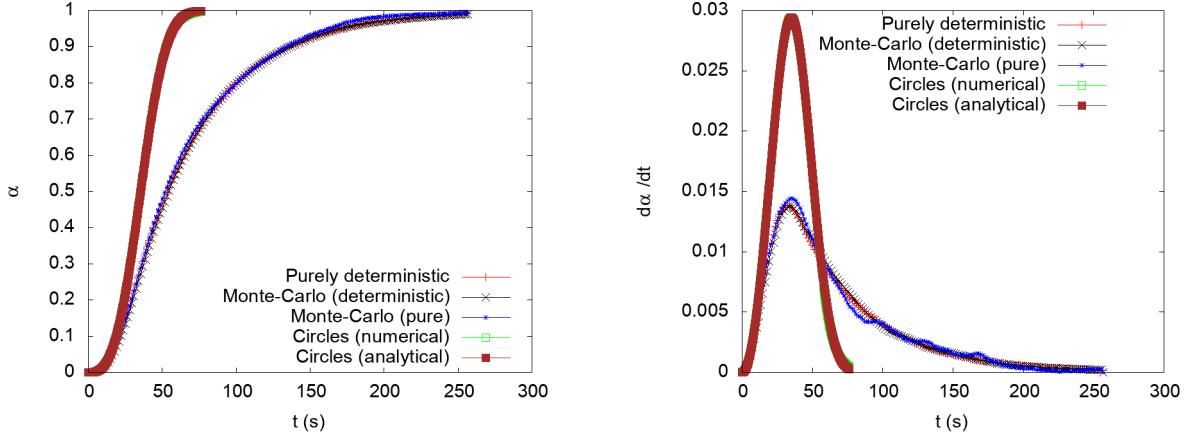 1
0.9
0.8
0.7
0.6
0.5
0.4
0.3
0.2
0.1
0
α
Purely deterministic
Monte-Carlo (deterministic)
Monte-Carlo (pure)
Circles (numerical)
Circles (analytical)
0 50 100 150 200 250 300
t (s)
0.03
0.025
0.02
0.015
0.01
0.005
0
dα /dt
Purely deterministic
Monte-Carlo (deterministic)
Monte-Carlo (pure)
Circles (numerical)
Circles (analytical)
0 50 100 150 200 250 300
t (s)